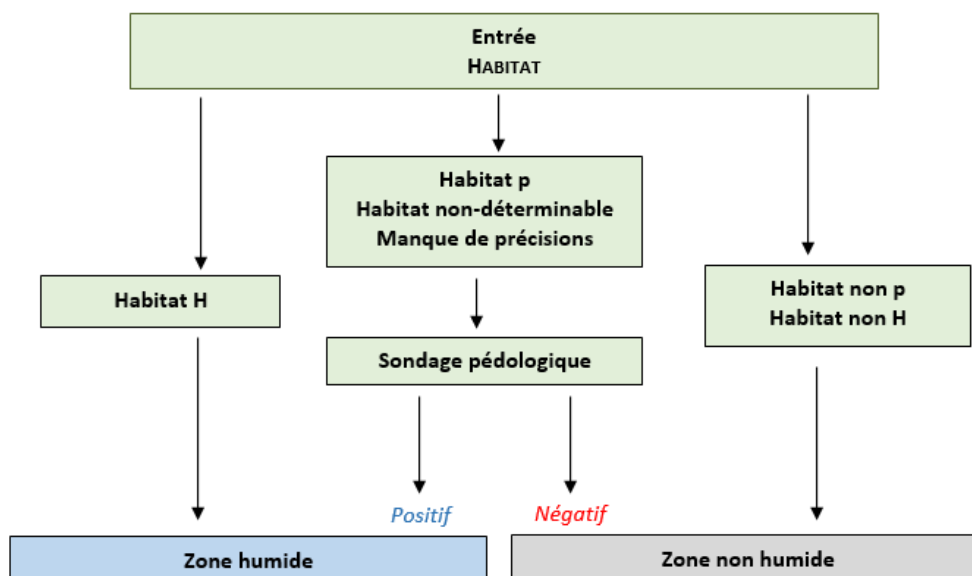 Entrée
HABITAT
Habitat p
Habitat non-déterminable
Manque de précisions
Habitat H
Habitat non p
Habitat non H
Sondage pédologique
Positif
Négatif
Zone humide
Zone non humide